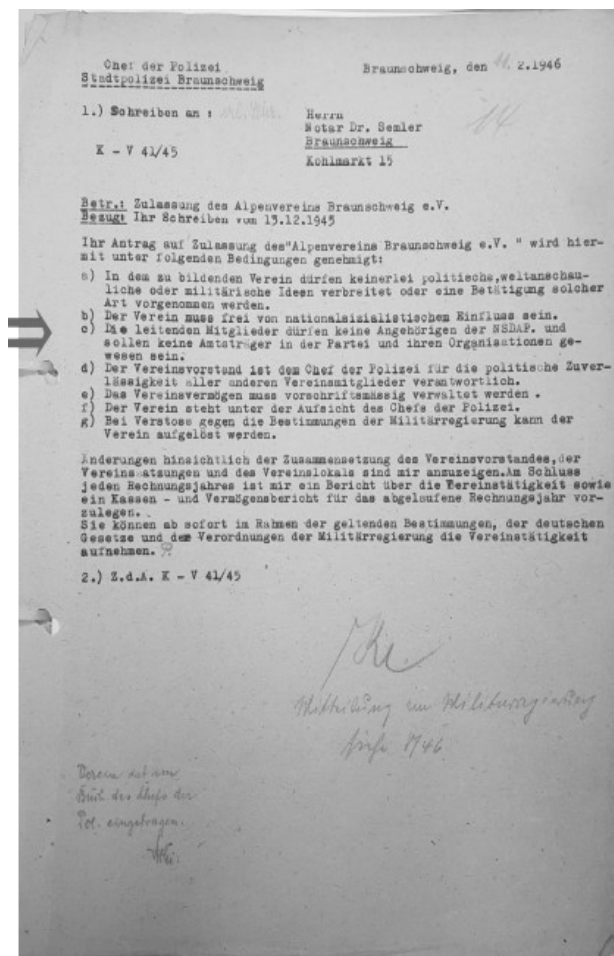 Chef der Polizei
Stadtpolizei Braunschweig
Braunschweig, den 11. 2.1946
14
1.) Schreiben an :
Herrn
Notar Dr. Semler
Braunschweig
Kohlmarkt 15
K - V 41/45
Betr.: Zulassung des Alpenvereins Braunschweig e.V.
Bezug: Ihr Schreiben vom 13.12.1945
Ihr Antrag auf Zulassung des"Alpenvereins Braunschweig e.V. " wird hier-
mit unter folgenden Bedingungen genehmigt:
a) In dem zu bildenden Verein dürfen keinerlei politische,weltanschau-
liche oder militärische Ideen verbreitet oder eine Betätigung solcher
Art vorgenommen werden.
b) Der Verein muss frei von nationalsizialistischem Einfluss sein.
c) Die leitenden Mitglieder dürfen keine Angehörigen der NSDAP. und
sollen keine Amtsträger in der Partei und ihren Organisationen ge-
wesen sein.
d) Der Vereinsvorstand ist dem Chef der Polizei für die politische Zuver-
lässigkeit aller anderen Vereinsmitglieder verantwortlich.
e) Das Vereinsvermögen muss vorschriftsmässig verwaltet werden .
f) Der Verein steht unter der Aufsicht des Chefs der Polizei.
g) Bei Verstoss gegen die Bestimmungen der Militärregierung kann der
Verein aufgelöst werden.
Änderungen hinsichtlich der Zusammensetzung des Vereinsvorstandes,der
Vereinssatzungen und des Vereinslokals sind mir anzuzeigen.Am Schluss
jeden Rechnungsjahres ist mir ein Bericht über die Vereinstätigkeit sowie
ein Kassen - und Vermögensbericht für das abgelaufene Rechnungsjahr vor-
zulegen.
Sie können ab sofort im Rahmen der geltenden Bestimmungen, der deutschen
Gesetze und der Verordnungen der Militärregierung die Vereinstätigkeit
aufnehmen.
2.) Z.d.A. K - V 41/45
Mitteilung an Militärregierung
siehe 8/46
Verein ist im
Buch des Chefs der
Pol. eingetragen.